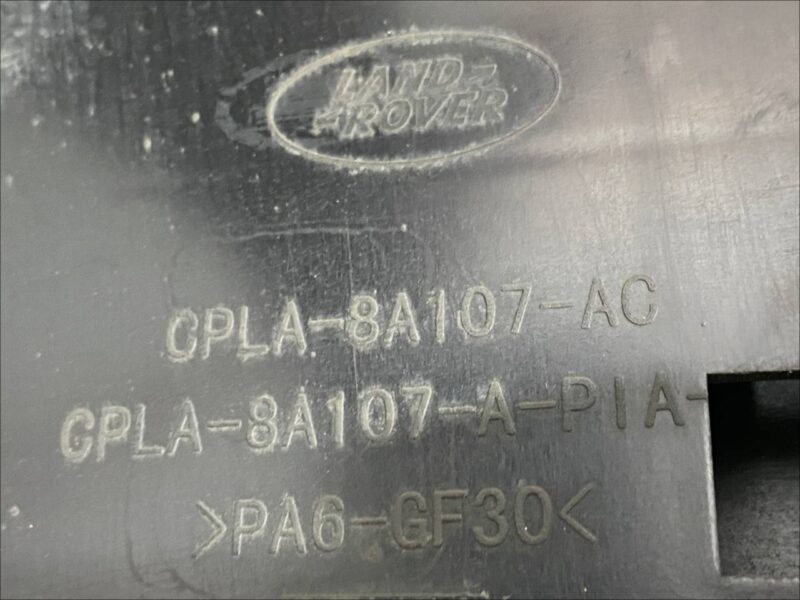 LAND
ROVER
CPLA-8A107-AC
CPLA-8A107-A-PIA-
>PA6-GF30<